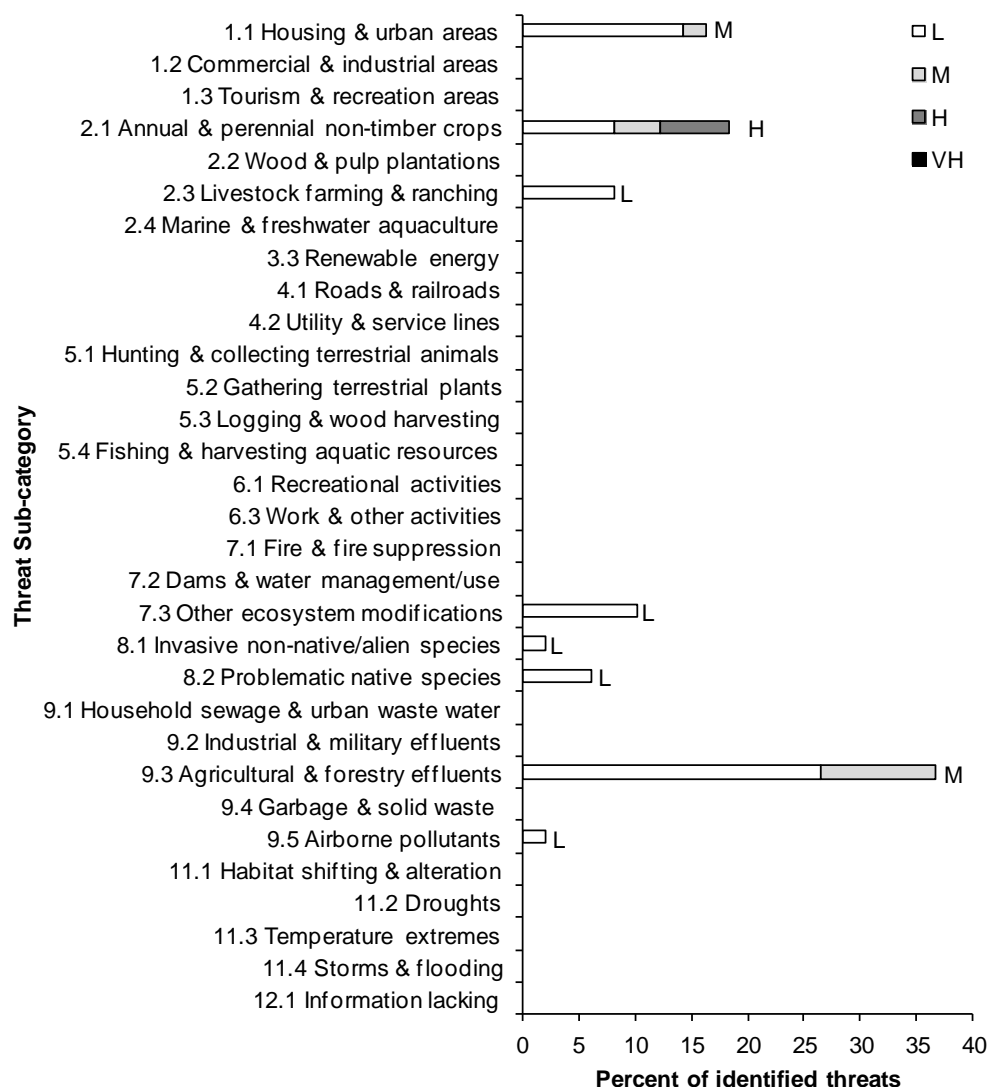 1.1 Housing & urban areas M
L
1.2 Commercial & industrial areas
M
1.3 Tourism & recreation areas
H
2.1 Annual & perennial non-timber crops H
VH
2.2 Wood & pulp plantations
2.3 Livestock farming & ranching L
2.4 Marine & freshwater aquaculture
3.3 Renewable energy
4.1 Roads & railroads
4.2 Utility & service lines
5.1 Hunting & collecting terrestrial animals
5.2 Gathering terrestrial plants
5.3 Logging & wood harvesting
5.4 Fishing & harvesting aquatic resources
6.1 Recreational activities
6.3 Work & other activities
7.1 Fire & fire suppression
7.2 Dams & water management/use
7.3 Other ecosystem modifications L
8.1 Invasive non-native/alien species L
8.2 Problematic native species L
9.1 Household sewage & urban waste water
9.2 Industrial & military effluents
9.3 Agricultural & forestry effluents M
9.4 Garbage & solid waste
9.5 Airborne pollutants L
11.1 Habitat shifting & alteration
11.2 Droughts
11.3 Temperature extremes
11.4 Storms & flooding
12.1 Information lacking
Threat Sub-category
0 5 10 15 20 25 30 35 40
Percent of identified threats